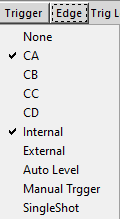 Trigger Edge Trig L
None
CA
CB
CC
CD
Internal
External
Auto Level
Manual Trgger
SingleShot